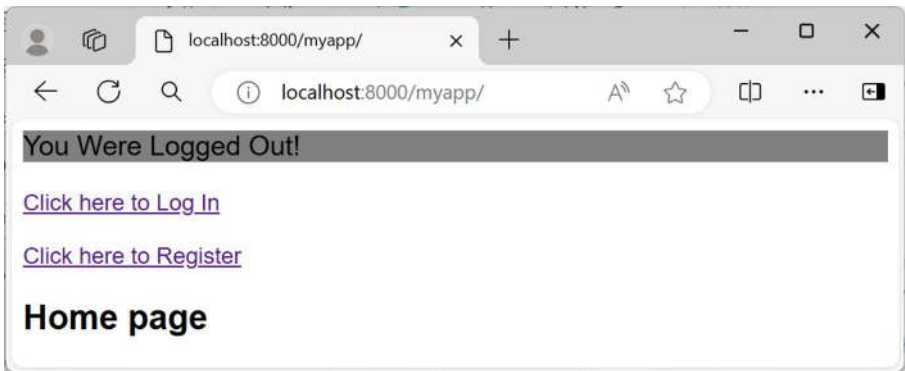 localhost:8000/myapp/
localhost:8000/myapp/
You Were Logged Out!
Click here to Log In
Click here to Register
Home page